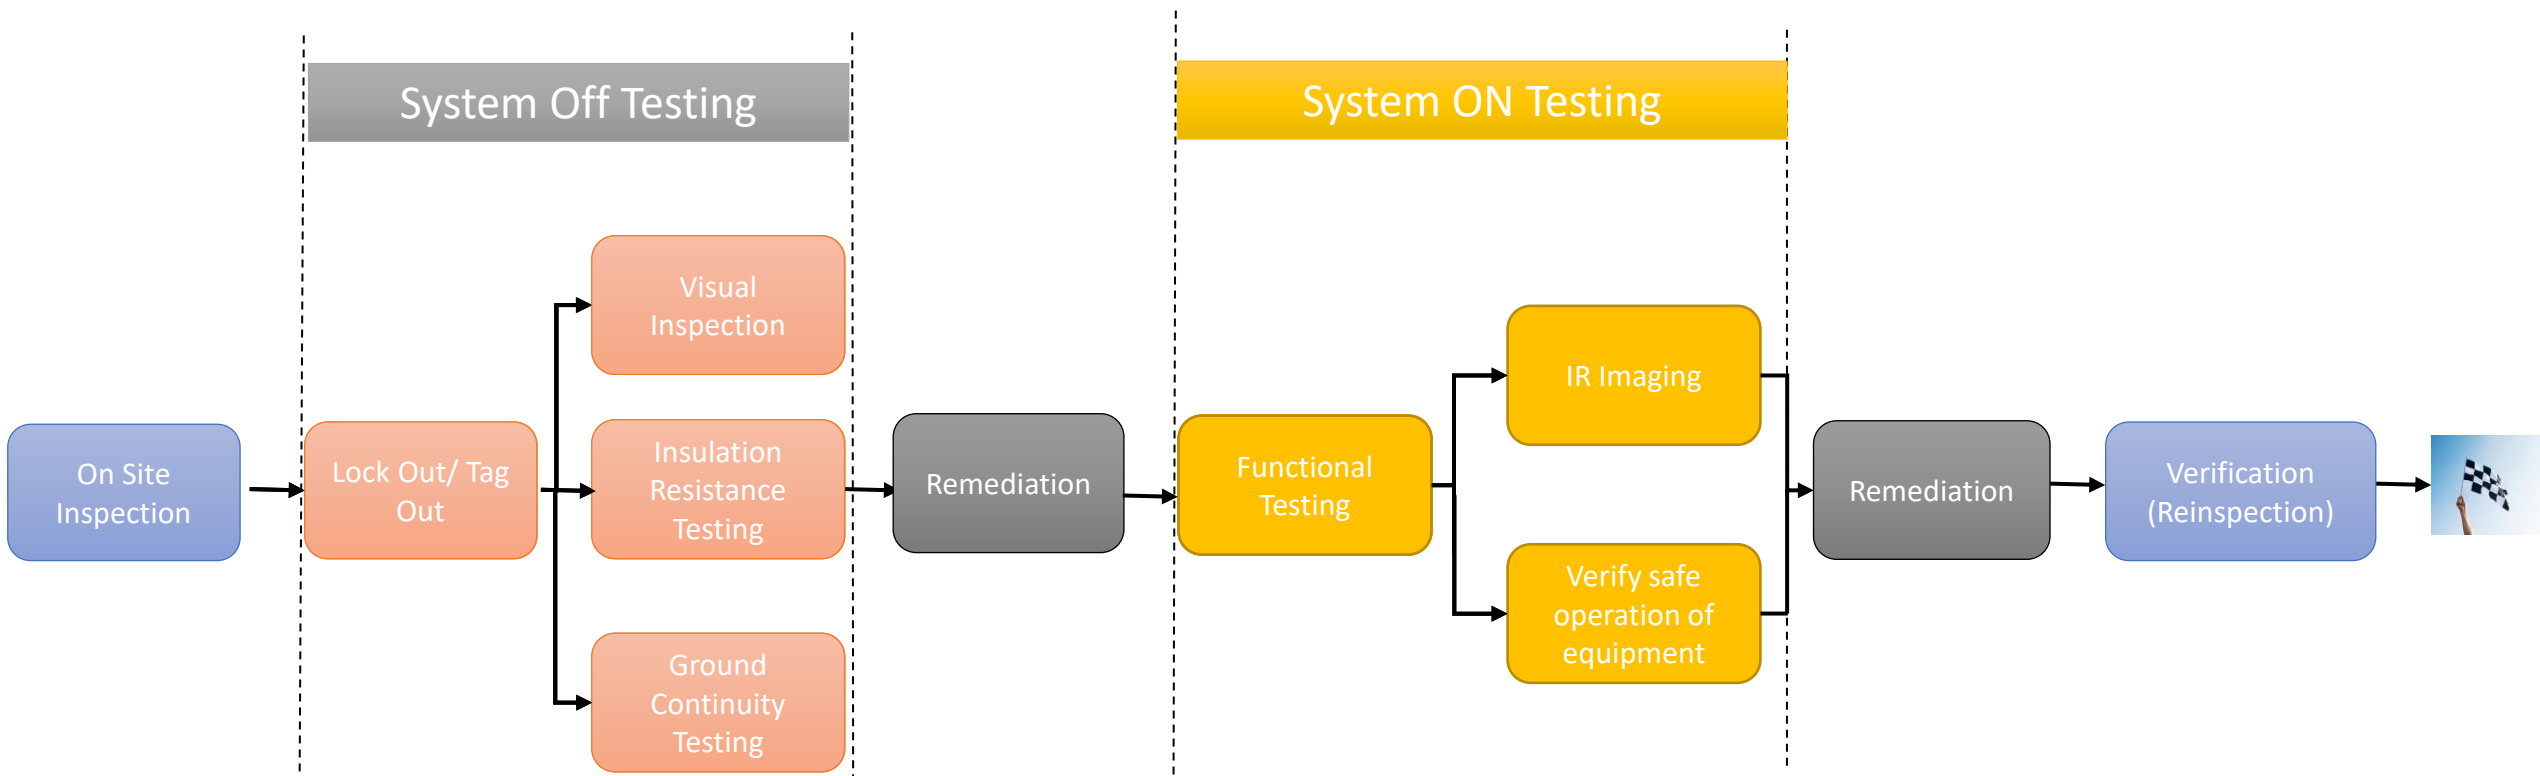 System Off Testing
System ON Testing
On Site
Inspection
Lock Out/ Tag
Out
Visual
Inspection
Insulation
Resistance
Testing
Ground
Continuity
Testing
Remediation
Functional
Testing
IR Imaging
Verify safe
operation of
equipment
Remediation
Verification
(Reinspection)